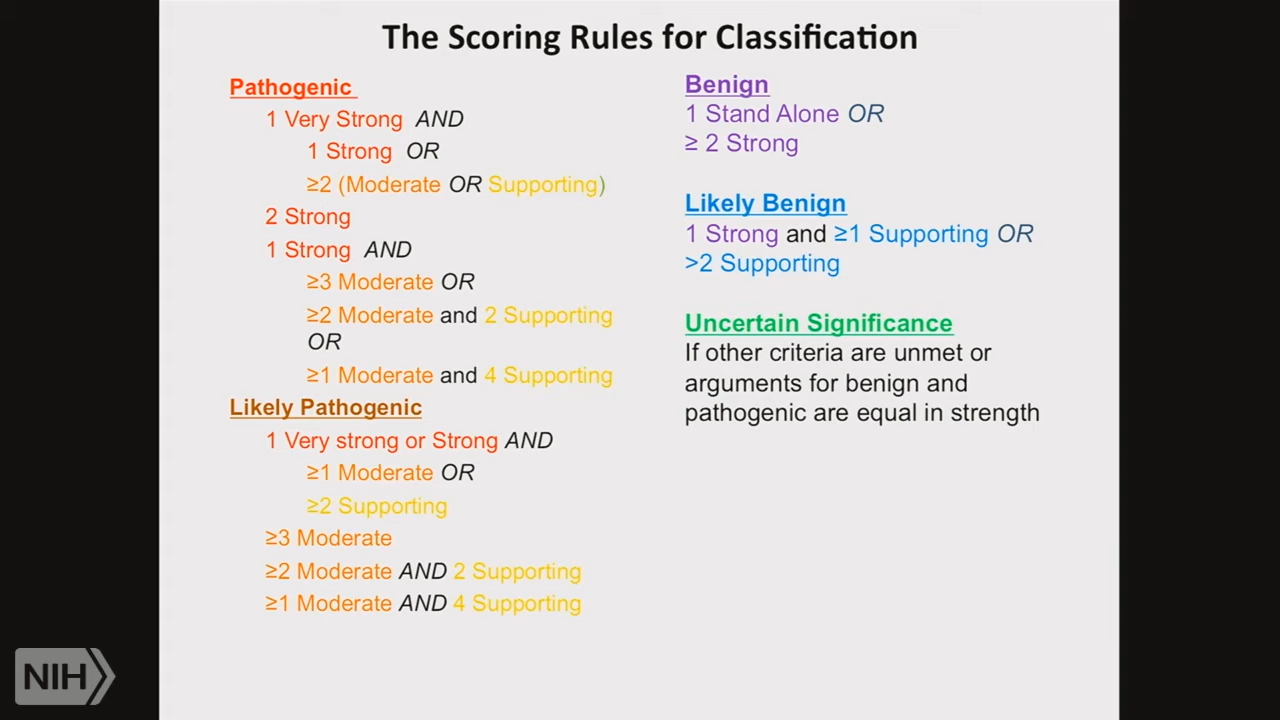 The Scoring Rules for Classification
Pathogenic
1 Very Strong AND
1 Strong OR
≥2 (Moderate OR Supporting)
2 Strong
1 Strong AND
≥3 Moderate OR
≥2 Moderate and 2 Supporting
OR
≥1 Moderate and 4 Supporting
Likely Pathogenic
1 Very strong or Strong AND
≥1 Moderate OR
≥2 Supporting
≥3 Moderate
≥2 Moderate AND 2 Supporting
≥1 Moderate AND 4 Supporting
Benign
1 Stand Alone OR
≥ 2 Strong
Likely Benign
1 Strong and ≥1 Supporting OR
>2 Supporting
Uncertain Significance
If other criteria are unmet or
arguments for benign and
pathogenic are equal in strength
NIH